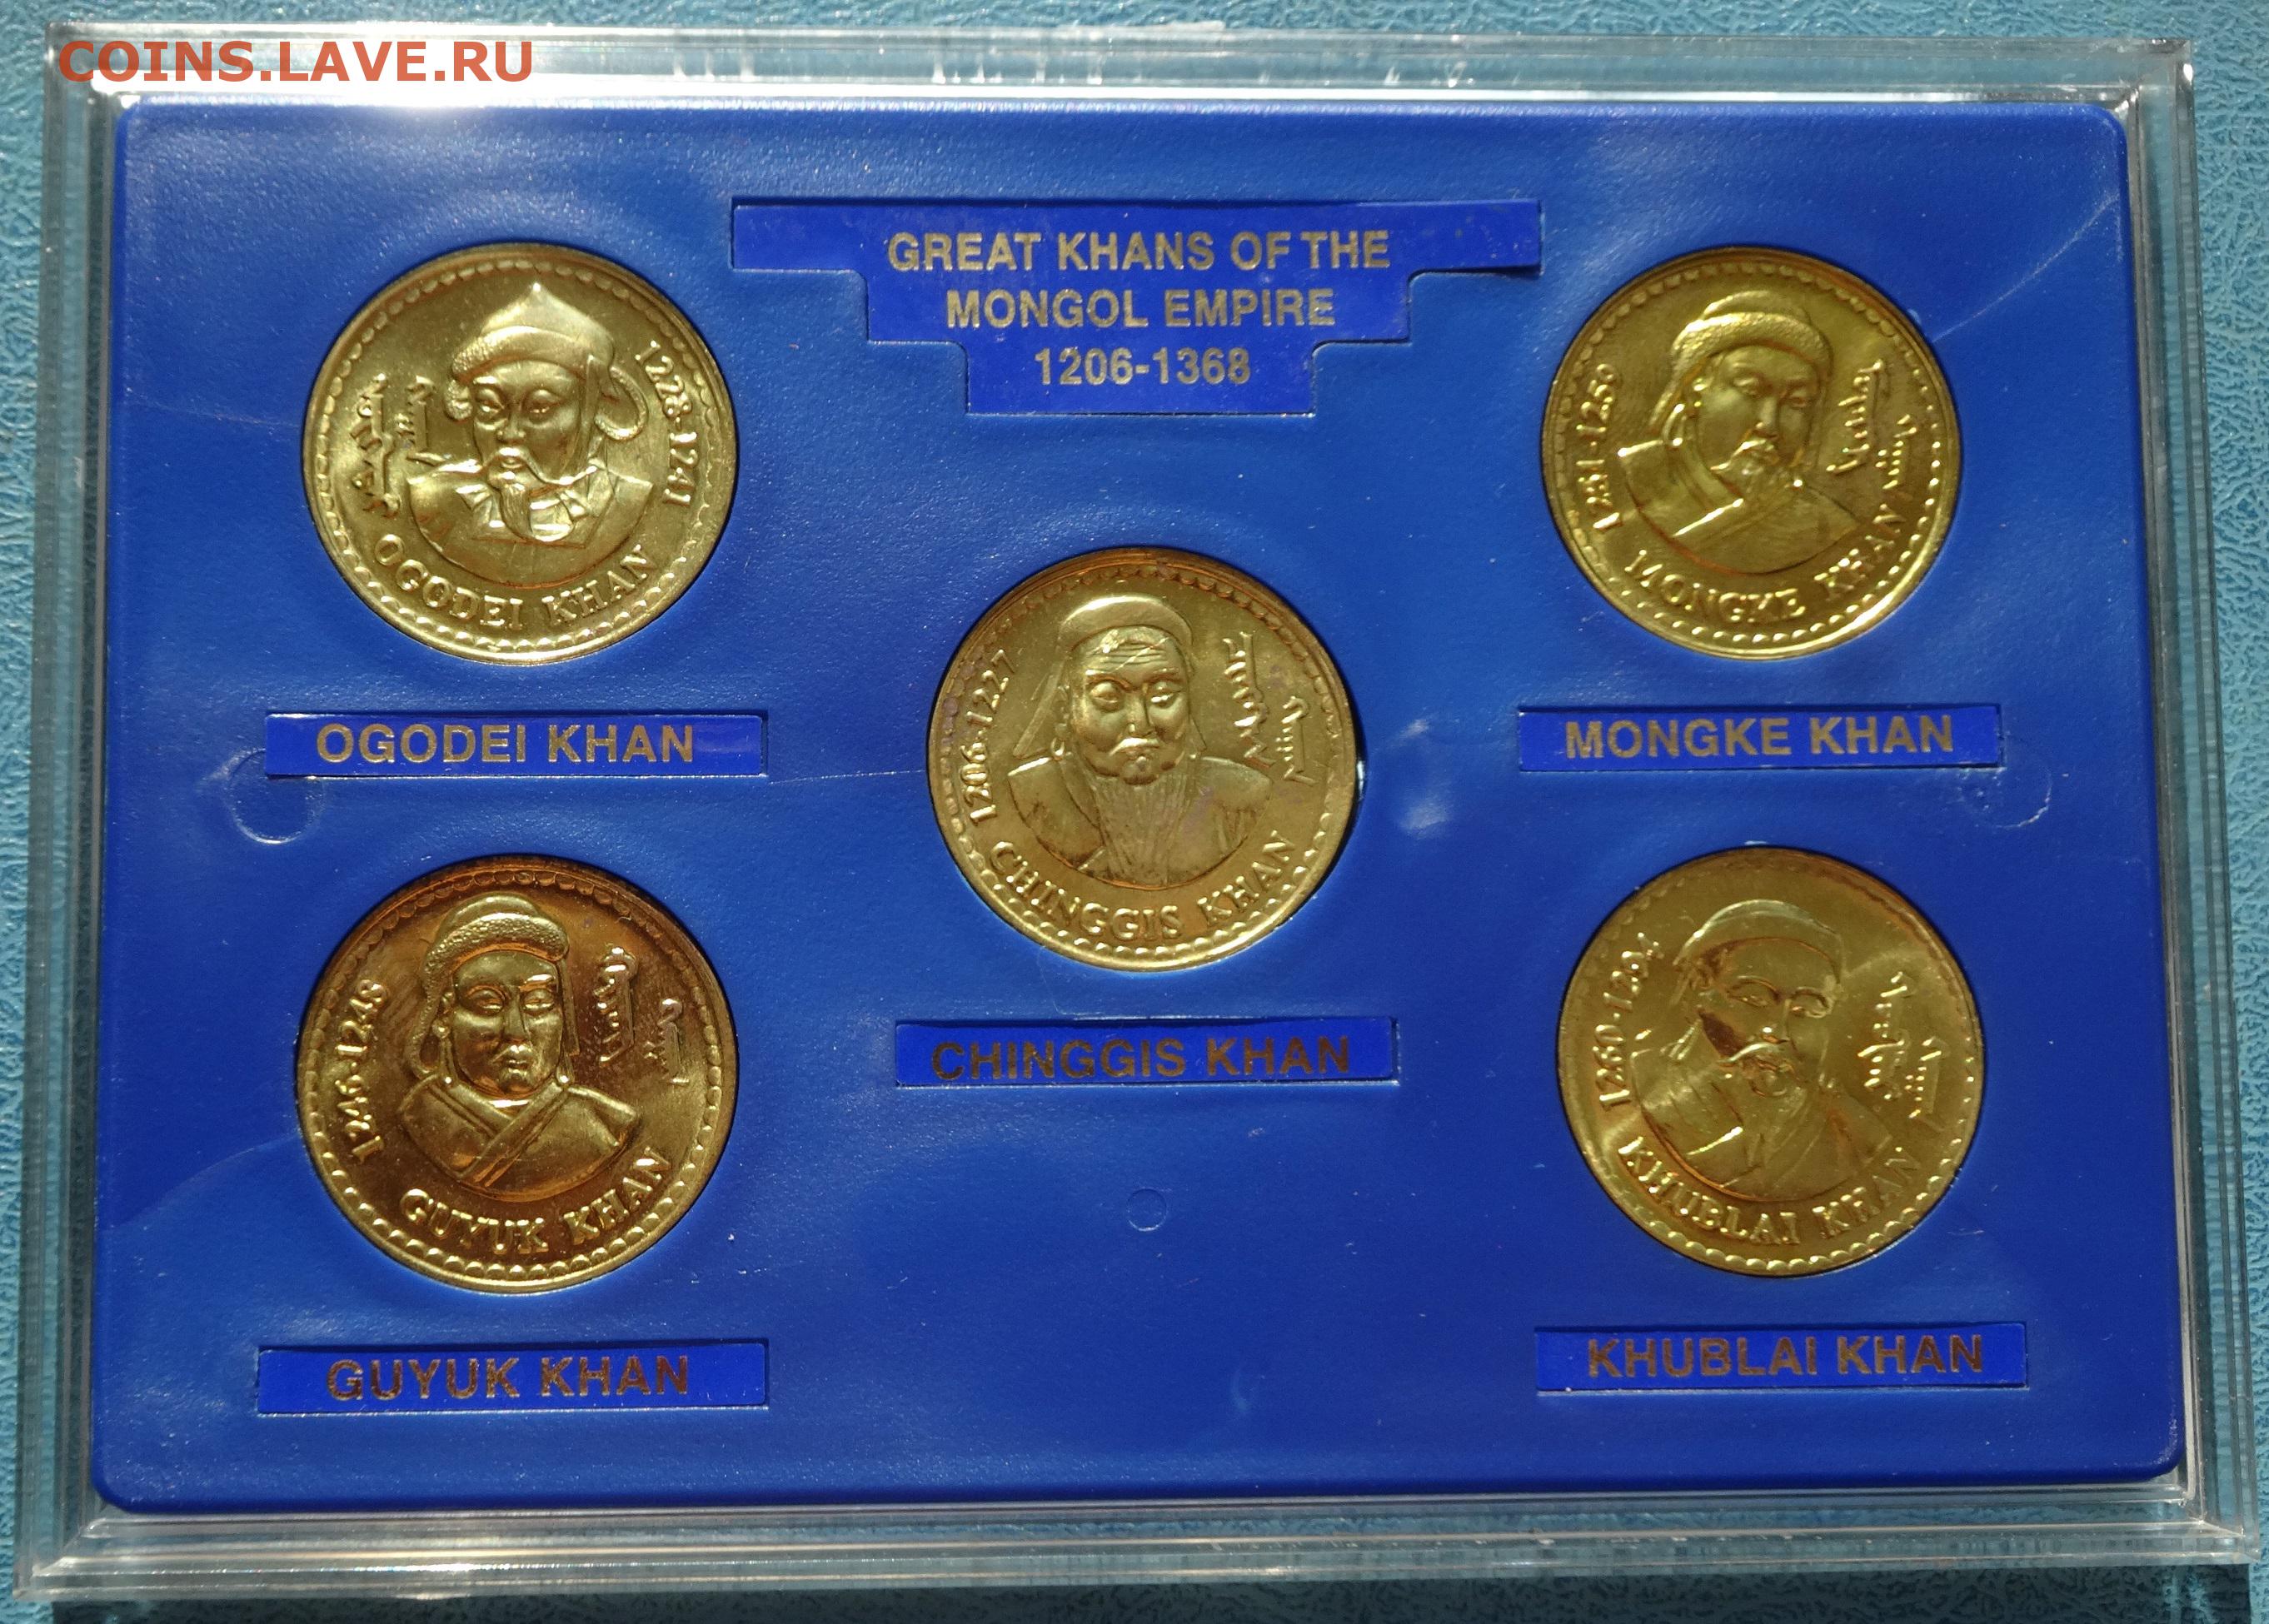 COINS.LAVE.RU
GREAT KHANS OF THE
MONGOL EMPIRE
1206-1368
1228-1241
OGODEI KHAN
OGODEI KHAN
1251-1259
MONGKE KHAN
MONGKE KHAN
1206-1227
CHINGGIS KHAN
CHINGGIS KHAN
1246-1248
GUYUK KHAN
GUYUK KHAN
1260-1294
KHUBLAI KHAN
KHUBLAI KHAN